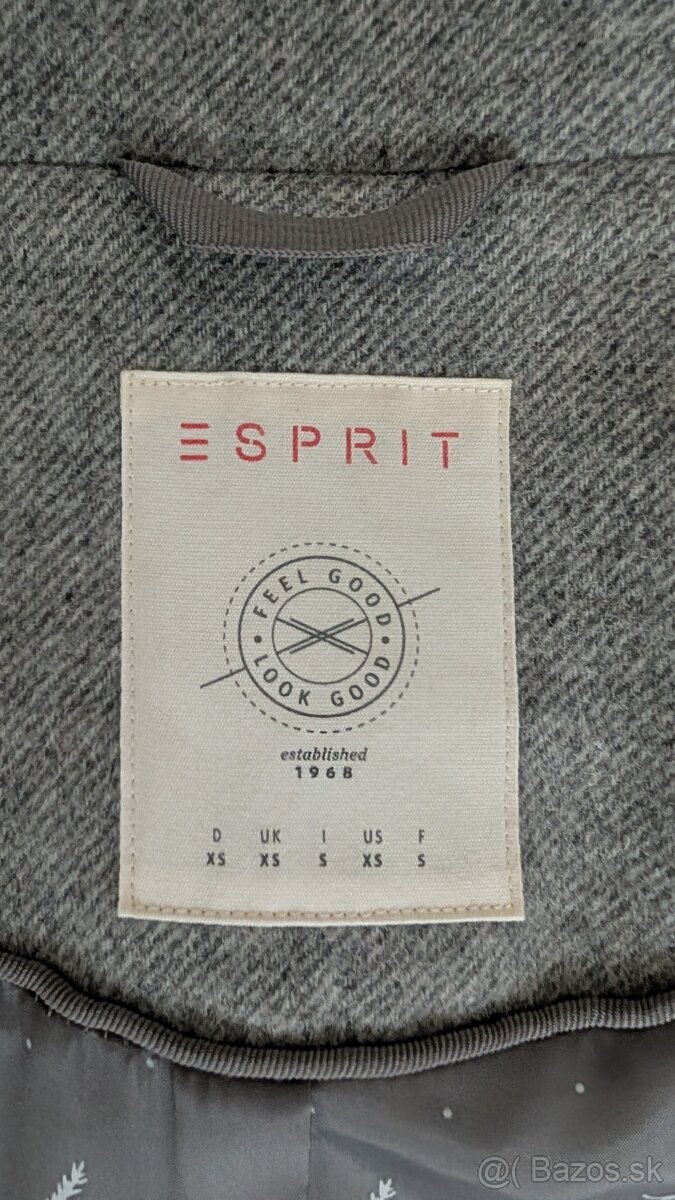 ESPRIT
FEEL GOOD
LOOK GOOD
established
1968
D UK I US F
XS XS S XS S
@( Bazos.sk